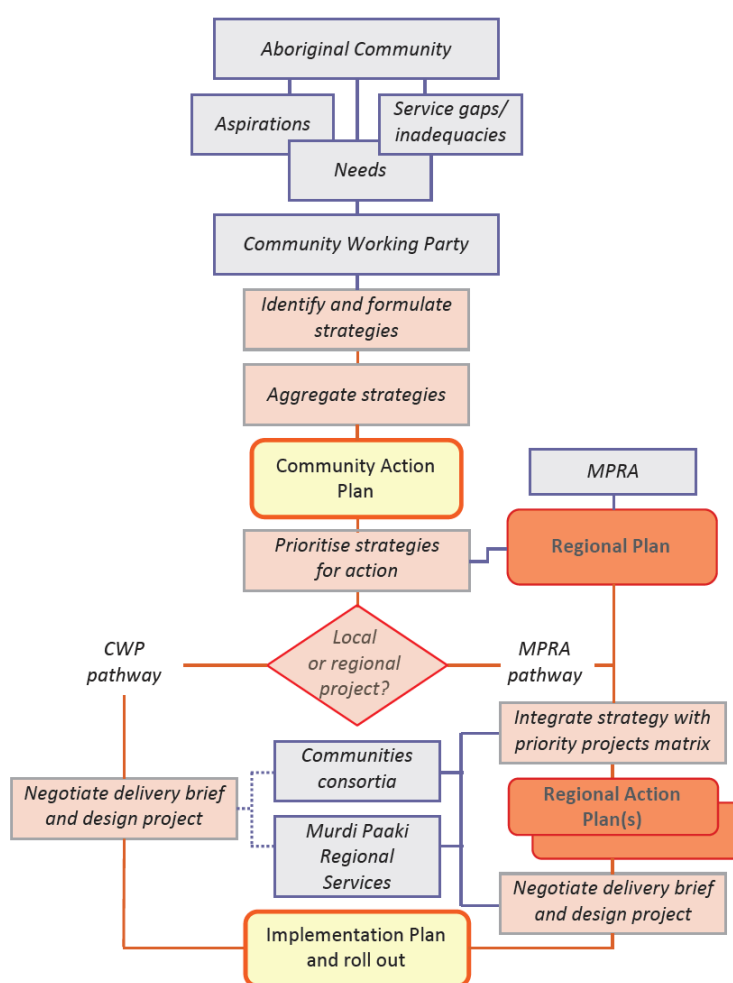 Aboriginal Community
Aspirations
Service gaps/
inadequacies
Needs
Community Working Party
Identify and formulate
strategies
Aggregate strategies
Community Action
Plan
MPRA
Prioritise strategies
for action
Regional Plan
CWP
pathway
Local
or regional
project?
MPRA
pathway
Integrate strategy with
priority projects matrix
Communities
consortia
Negotiate delivery brief
and design project
Regional Action
Plan(s)
Murdi Paaki
Regional
Services
Negotiate delivery brief
and design project
Implementation Plan
and roll out